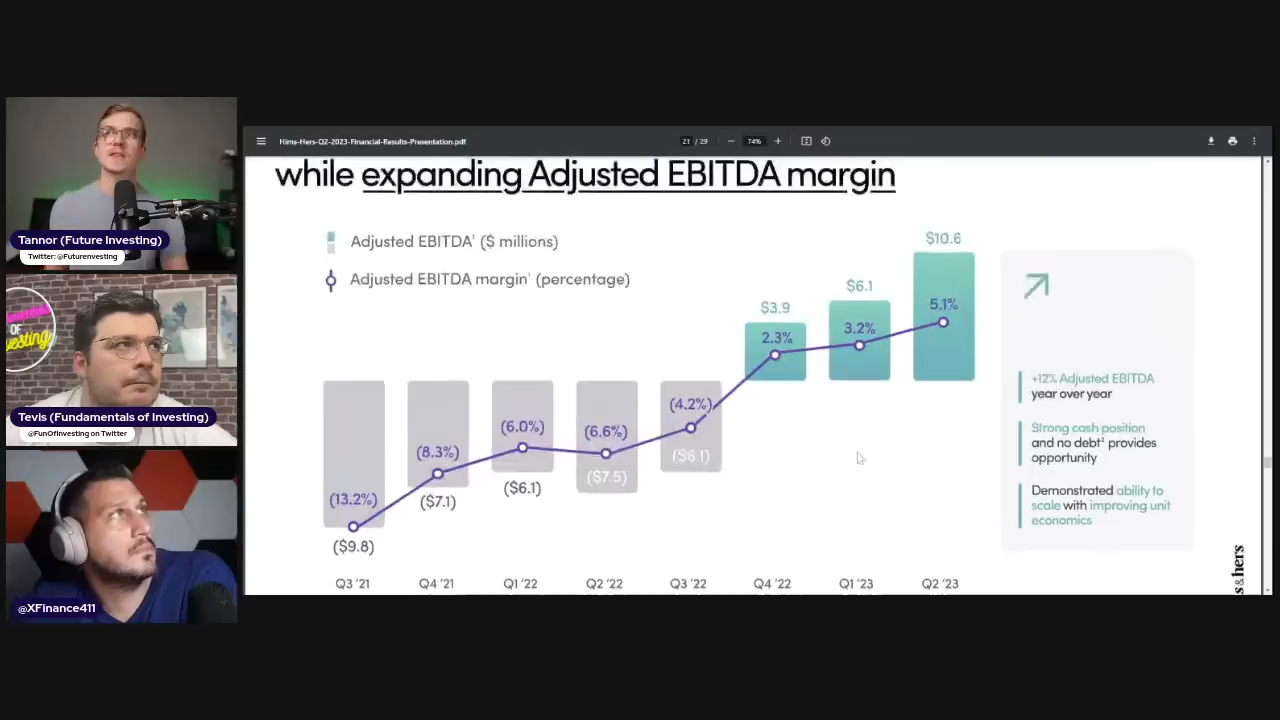 Tannor (Future Investing)
Twitter: @Futurenvesting
OF
Tevis (Fundamentals of Investing)
@FunOfInvesting on Twitter
@XFinance411
Hims-Hers-Q2-2023-Financial-Results-Presentation.pdf
21 / 29
74%
while expanding Adjusted EBITDA margin
Adjusted EBITDA¹ ($ millions)
Adjusted EBITDA margin¹ (percentage)
$10.6
$6.1
$3.9
5.1%
3.2%
2.3%
(4.2%)
(6.0%)
(6.6%)
(8.3%)
(13.2%)
($6.1)
($7.5)
($6.1)
($7.1)
($9.8)
Q3 '21
Q4 '21
Q1 '22
Q2 '22
Q3 '22
Q4 '22
Q1 '23
Q2 '23
+12% Adjusted EBITDA
year over year
Strong cash position
and no debt² provides
opportunity
Demonstrated ability to
scale with improving unit
economics
s&hers